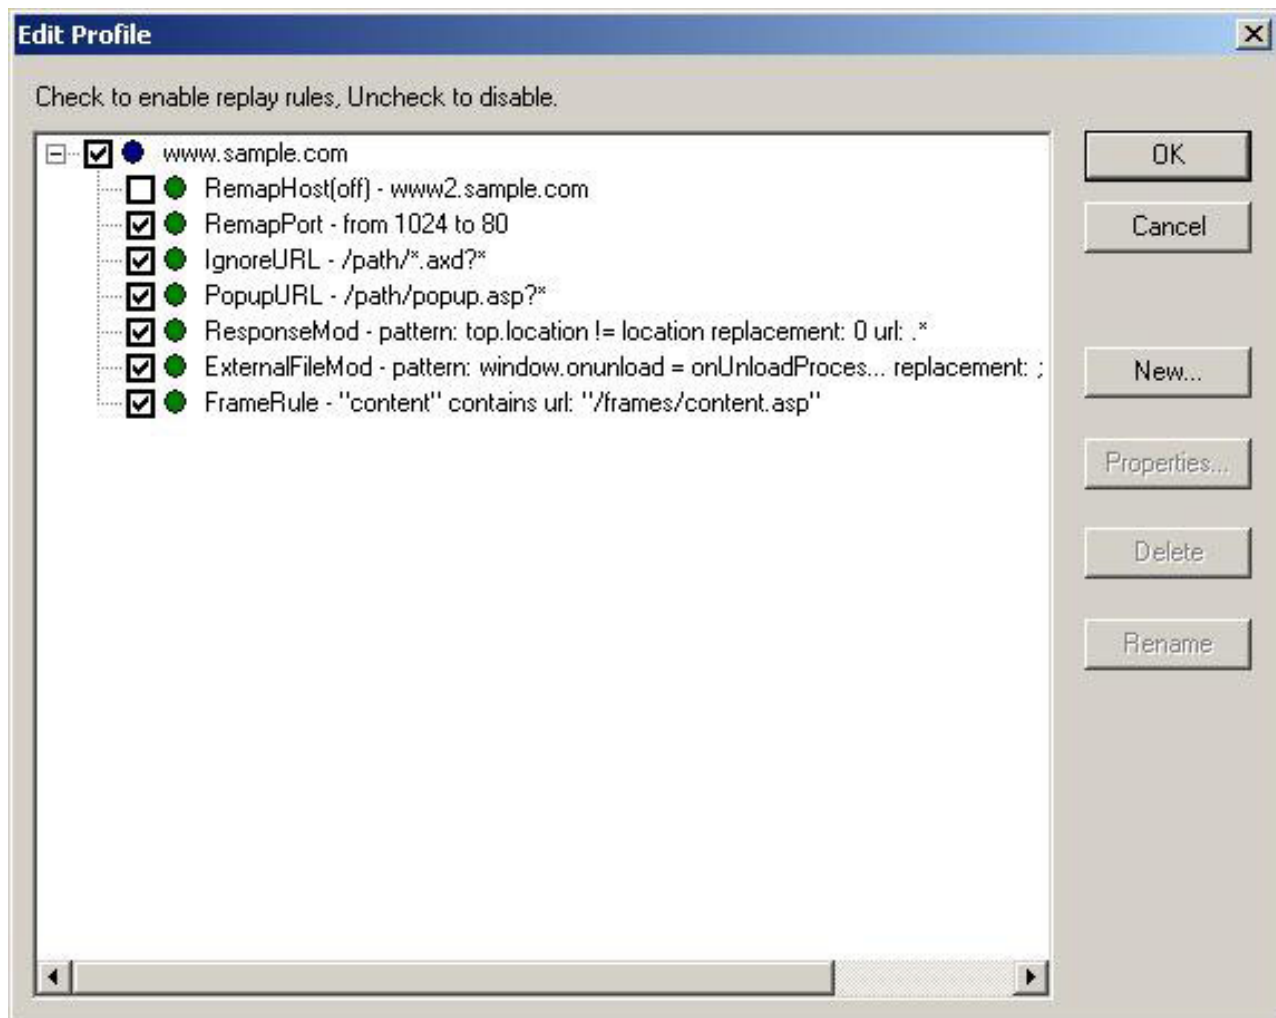 Edit Profile
Check to enable replay rules, Uncheck to disable.
www.sample.com
RemapHost(off) - www2.sample.com
RemapPort - from 1024 to 80
IgnoreURL - /path/*.axd?*
PopupURL - /path/popup.asp?*
ResponseMod - pattern: top.location != location replacement: 0 url: .*
ExternalFileMod - pattern: window.onunload = onUnloadProces... replacement: ;
FrameRule - "content" contains url: "/frames/content.asp"
OK
Cancel
New...
Properties...
Delete
Rename